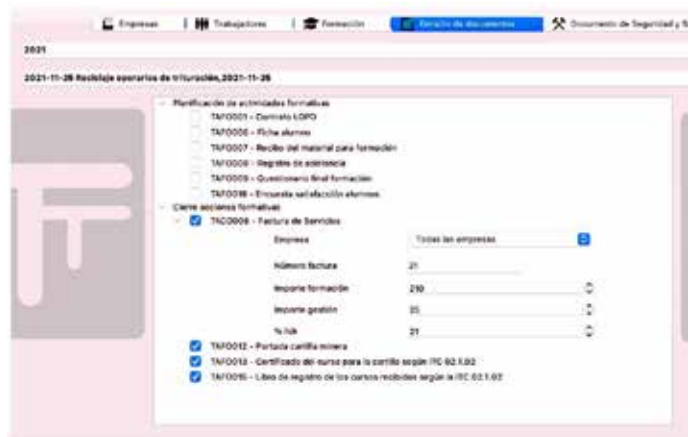 Empresas Trabajadores Formación Detalle de documentos Documento de Seguridad y S
2021
2021-11-25 Reciclaje operarios de trituración,2021-11-26
Planificación de actividades formativas
TAFO001 - Contrato LOPD
TAFO006 - Ficha alumno
TAFO007 - Recibo del material para formación
TAFO008 - Registro de asistencia
TAFO009 - Cuestionario final formación
Encuesta satisfacción alumnos
Cierre acciones formativas
Factura de Servicios
Empresa Todas las empresas
Número factura 21
Importe formación 210
Importe gestión
% IVA 21
TAFO012 - Portada cartilla minera
TAFO013 - Certificado del curso para la cartilla según ITC 02.1.02
Libro de registro de los cursos recibidos según la ITC 02.1.02